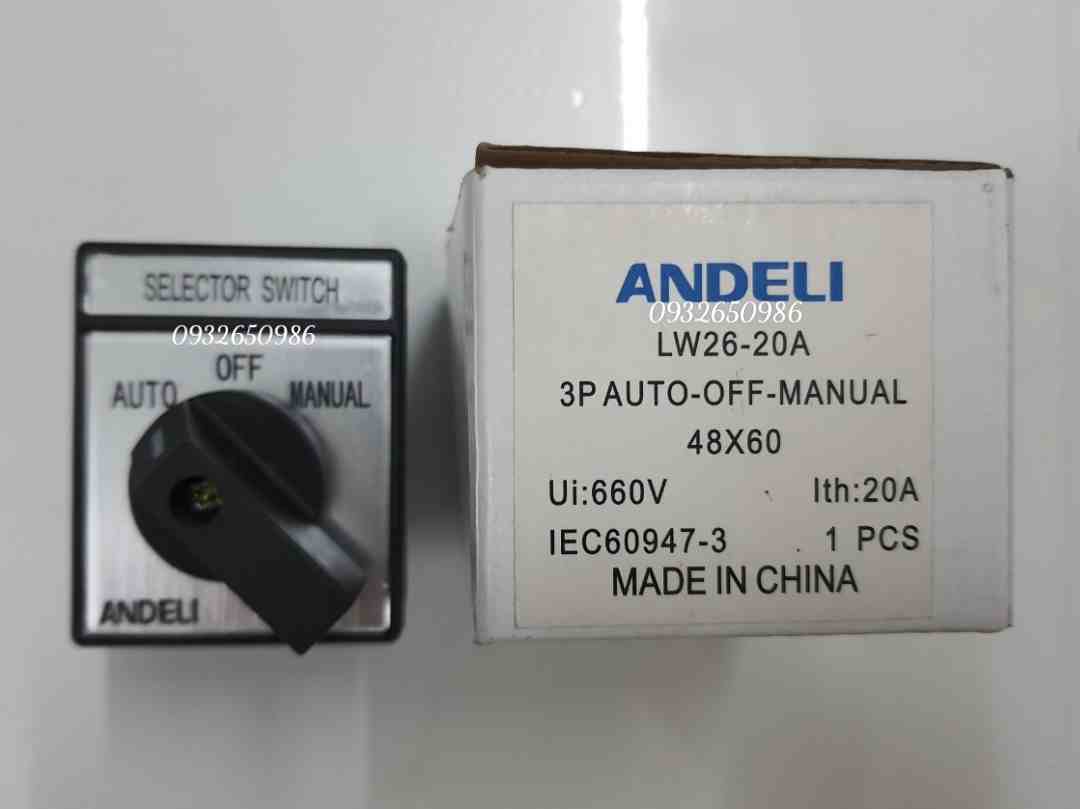 SELECTOR SWITCH
0932650986
OFF
AUTO MANUAL
ANDELI
ANDELI
0932650986
LW26-20A
3P AUTO-OFF-MANUAL
48X60
Ui:660V Ith:20A
IEC60947-3 1 PCS
MADE IN CHINA